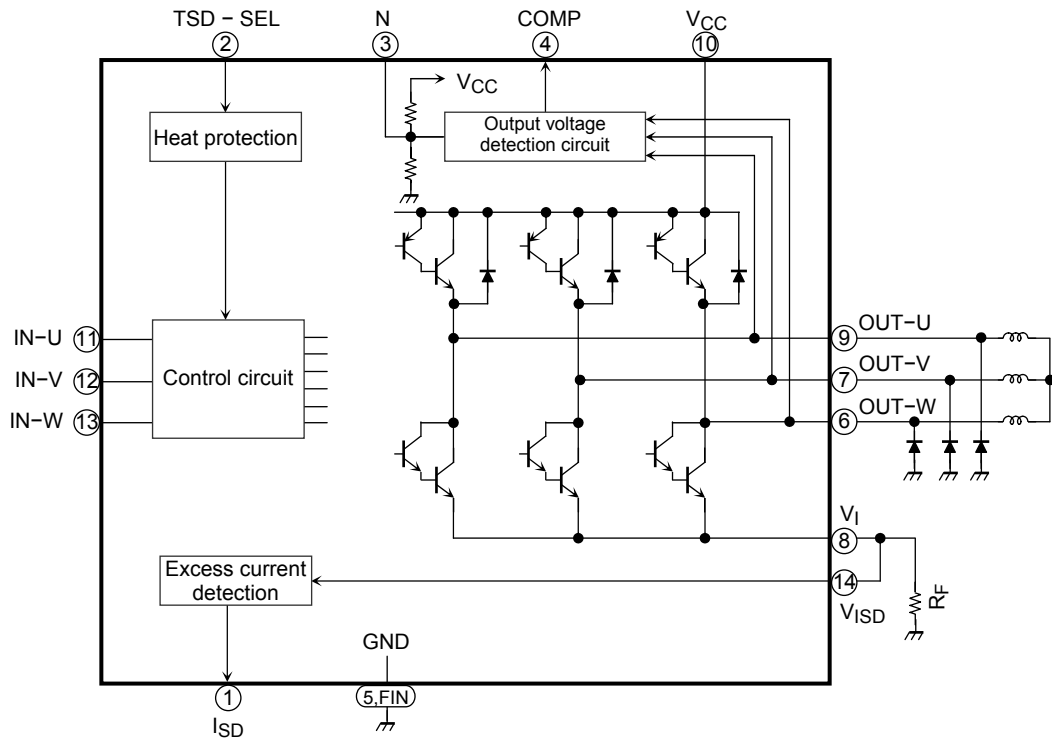 TSD − SEL
2
N
3
COMP
4
VCC
10
VCC
Heat protection
Output voltage
detection circuit
IN−U
11
IN−V
12
IN−W
13
Control circuit
9
OUT−U
7
OUT−V
6
OUT−W
VI
8
14
VISD
RF
Excess current
detection
GND
5,FIN
1
ISD